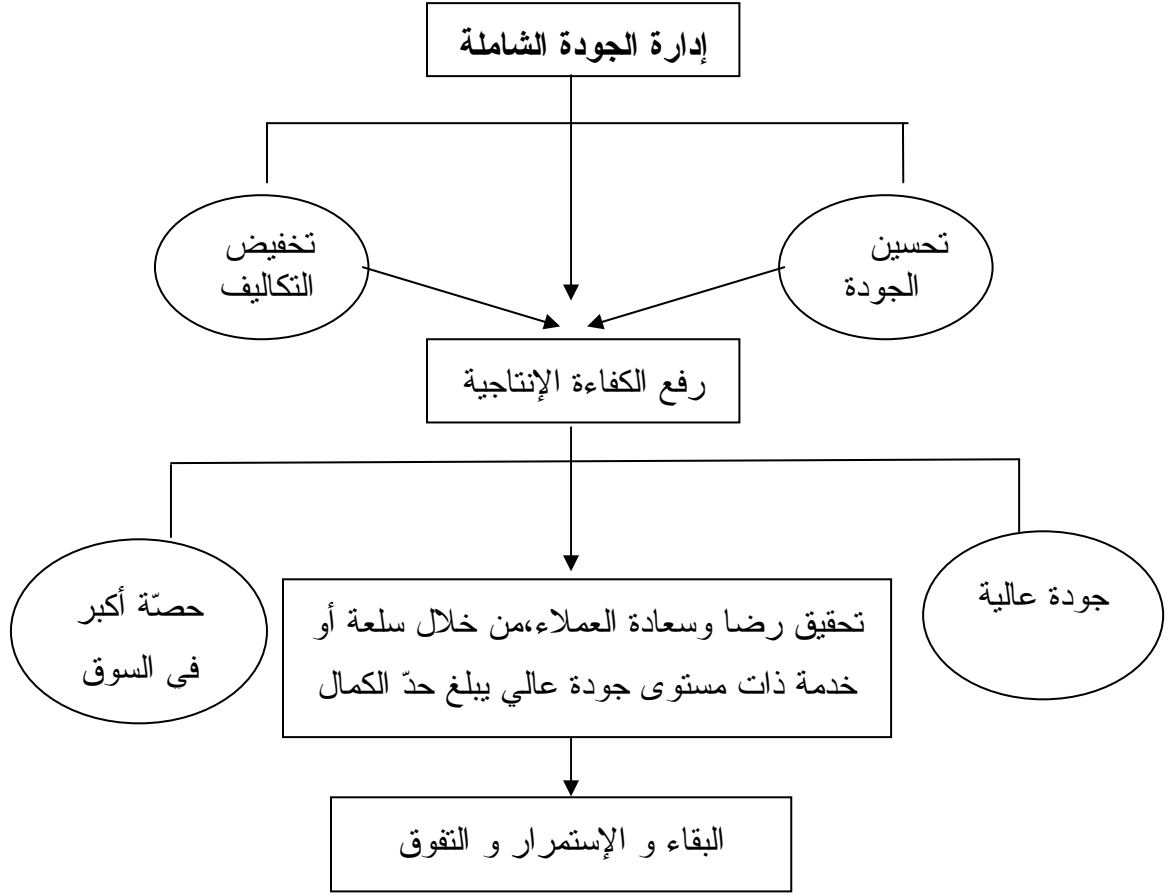 إدارة الجودة الشاملة
تحسين
الجودة
تخفيض
التكاليف
رفع الكفاءة الإنتاجية
جودة عالية
تحقيق رضا وسعادة العملاء،من خلال سلعة أو
خدمة ذات مستوى جودة عالي يبلغ حدّ الكمال
حصّة أكبر
في السوق
البقاء و الإستمرار و التفوق